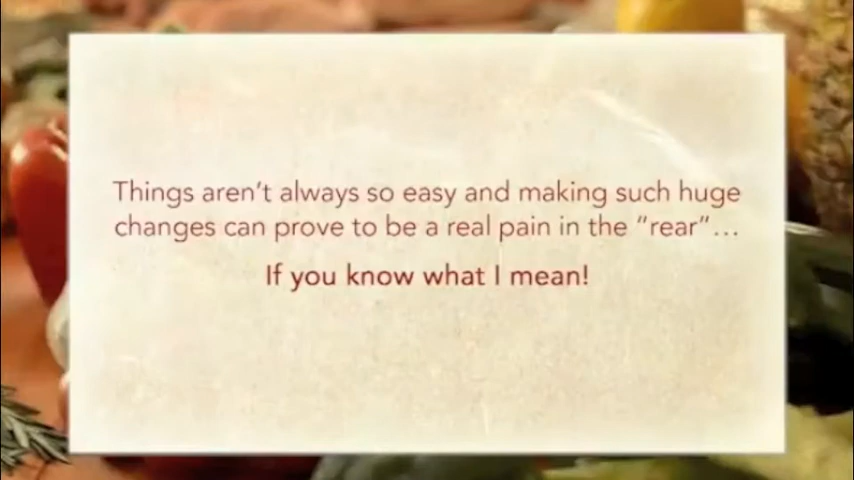 Things aren’t always so easy and making such huge
changes can prove to be a real pain in the “rear”…
If you know what I mean!